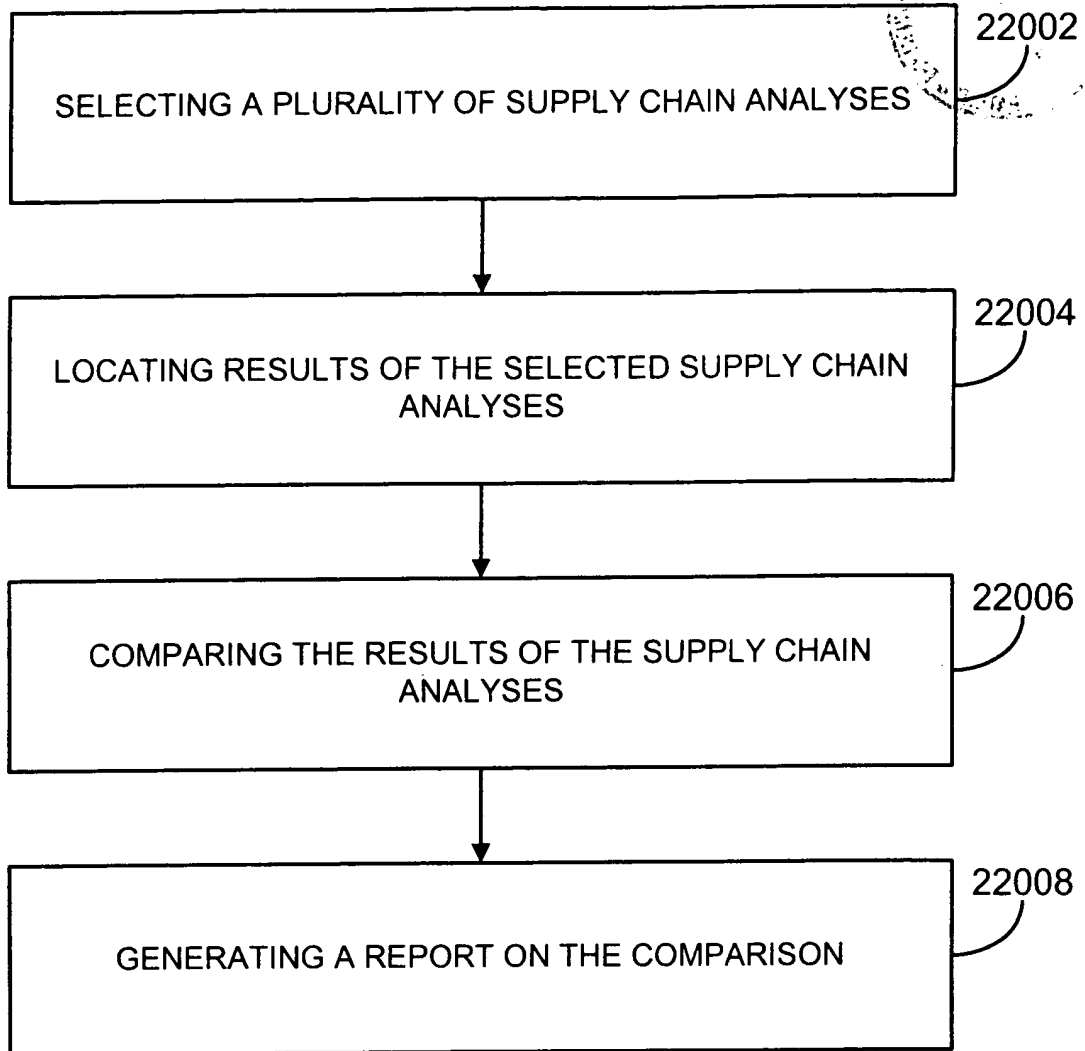 22002
SELECTING A PLURALITY OF SUPPLY CHAIN ANALYSES
22004
LOCATING RESULTS OF THE SELECTED SUPPLY CHAIN
ANALYSES
22006
COMPARING THE RESULTS OF THE SUPPLY CHAIN
ANALYSES
22008
GENERATING A REPORT ON THE COMPARISON